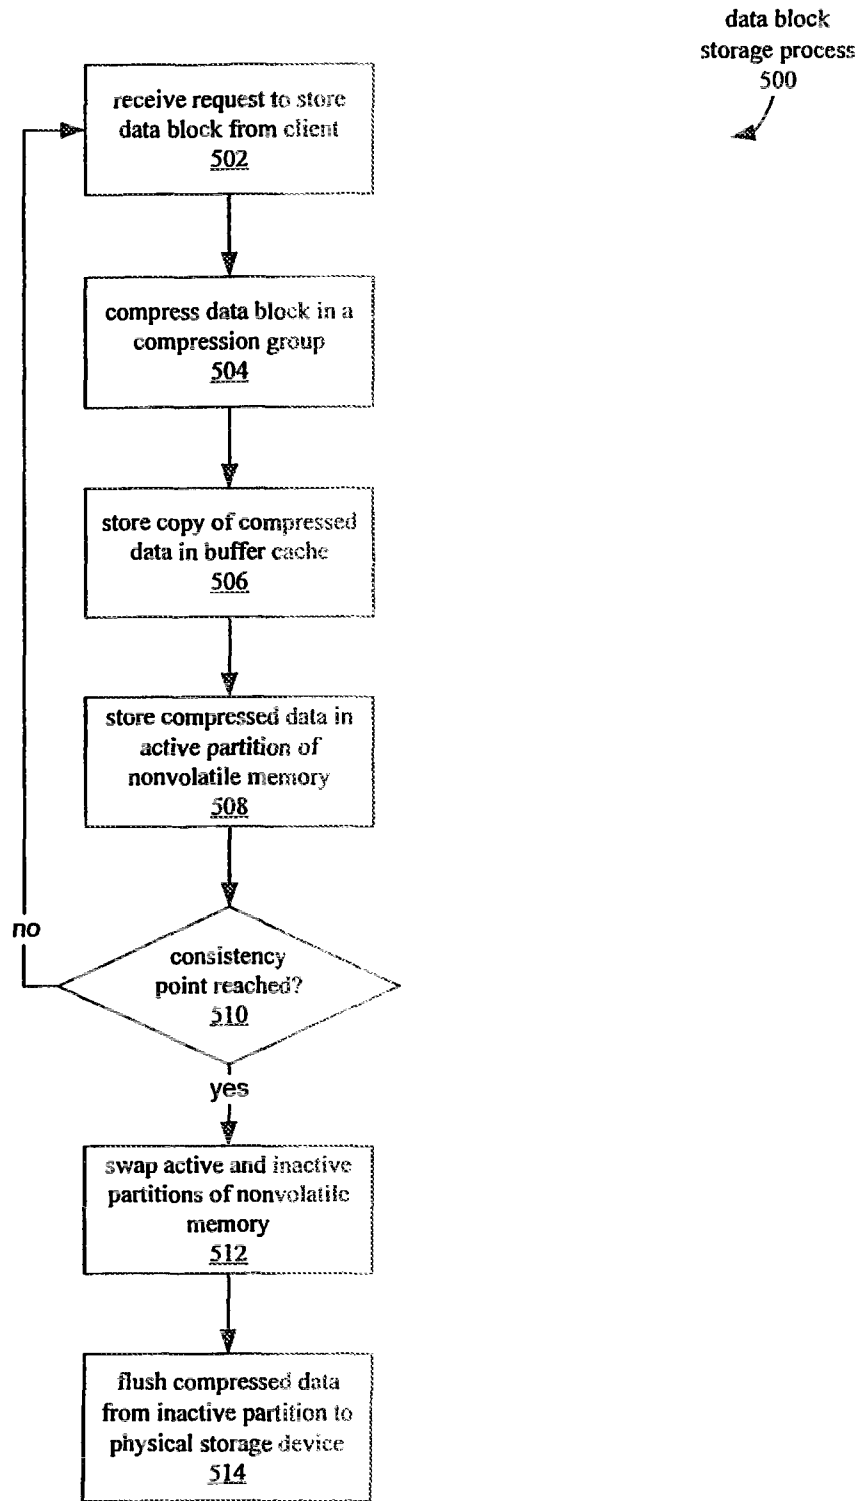 data block
storage process
500
receive request to store
data block from client
502
compress data block in a
compression group
504
store copy of compressed
data in buffer cache
506
store compressed data in
active partition of
nonvolatile memory
508
no
consistency
point reached?
510
yes
swap active and inactive
partitions of nonvolatile
memory
512
flush compressed data
from inactive partition to
physical storage device
514